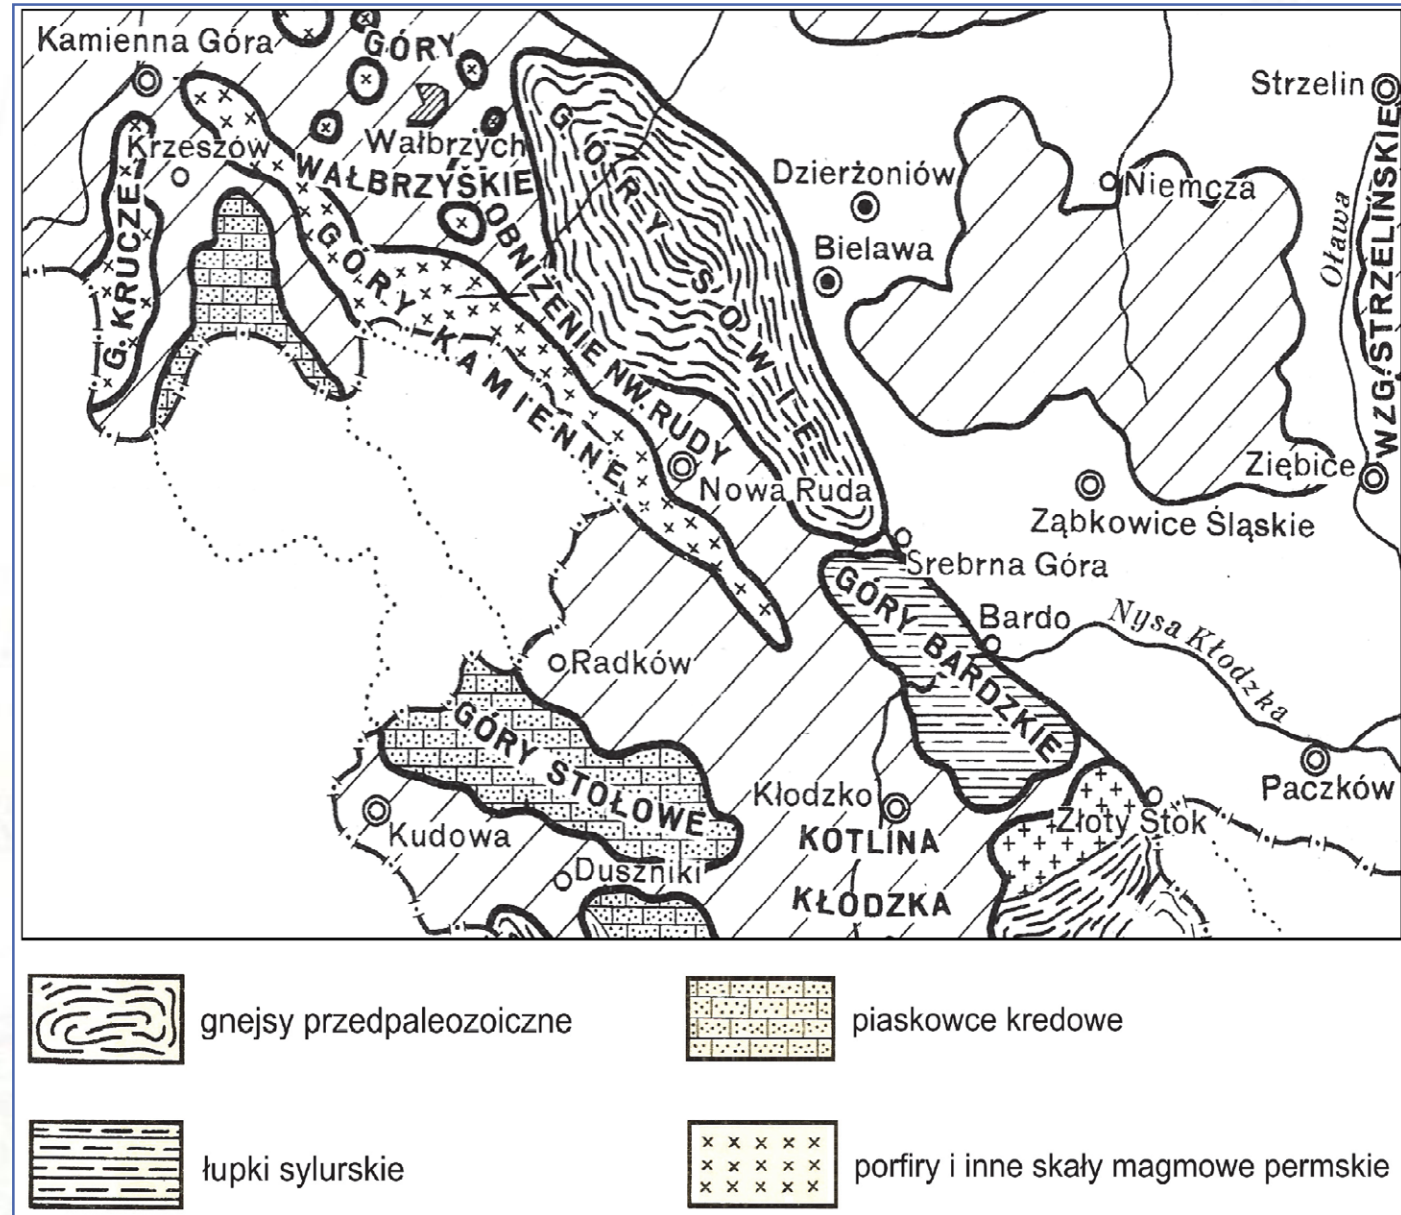 Kamienna Góra
GÓRY
Strzelin
Krzeszów
Wałbrzych
WAŁBRZYSKIE
GÓRY SOWIE
Dzierżoniów
Niemcza
Bielawa
Oława
WZG. STRZELIŃSKIE
G. KRUCZE
GÓRY KAMIENNE
OBNIŻENIE NW. RUDY
Nowa Ruda
Ziębice
Ząbkowice Śląskie
Srebrna Góra
GÓRY BARDZKIE
Bardo
Nysa Kłodzka
Radków
GÓRY STOŁOWE
Kłodzko
Paczków
Kudowa
KOTLINA
KŁODZKA
Złoty Stok
Duszniki
gnejsy przedpaleozoiczne
piaskowce kredowe
łupki sylurskie
porfiry i inne skały magmowe permskie